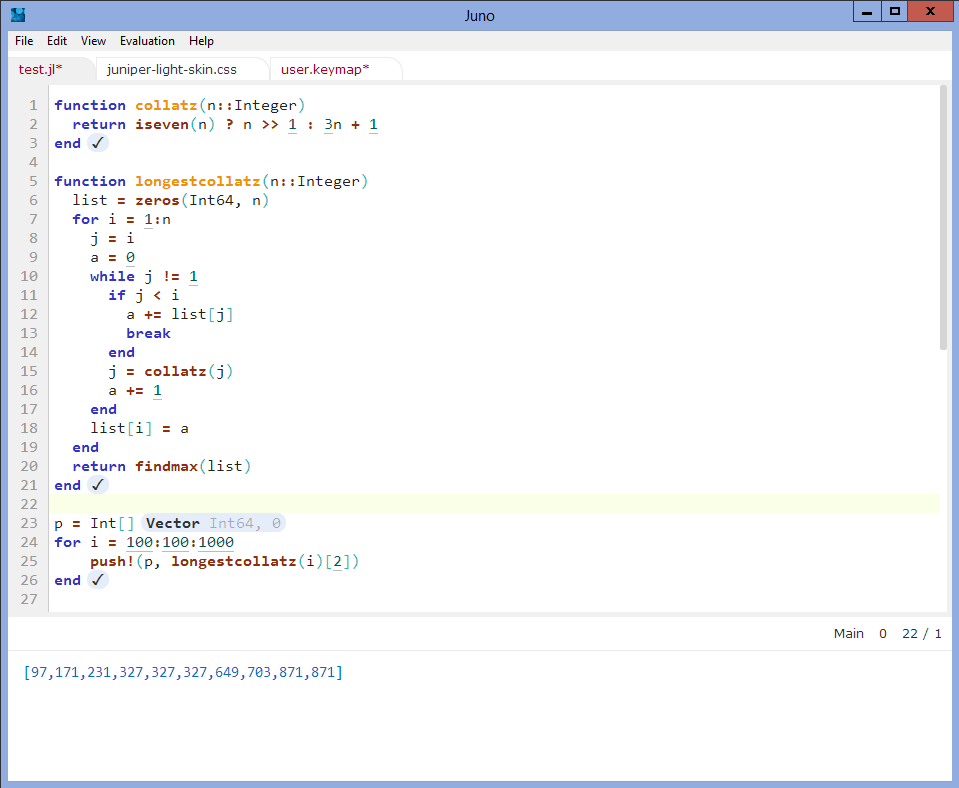 Juno
File Edit View Evaluation Help
test.jl* juniper-light-skin.css user.keymap*
1 function collatz(n::Integer)
2   return iseven(n) ? n >> 1 : 3n + 1
3 end ✓
4
5 function longestcollatz(n::Integer)
6   list = zeros(Int64, n)
7   for i = 1:n
8     j = i
9     a = 0
10     while j != 1
11       if j < i
12         a += list[j]
13         break
14       end
15       j = collatz(j)
16       a += 1
17     end
18     list[i] = a
19   end
20   return findmax(list)
21 end ✓
22
23 p = Int[] Vector Int64, 0
24 for i = 100:100:1000
25     push!(p, longestcollatz(i)[2])
26 end ✓
27
Main 0 22 / 1
[97,171,231,327,327,327,649,703,871,871]